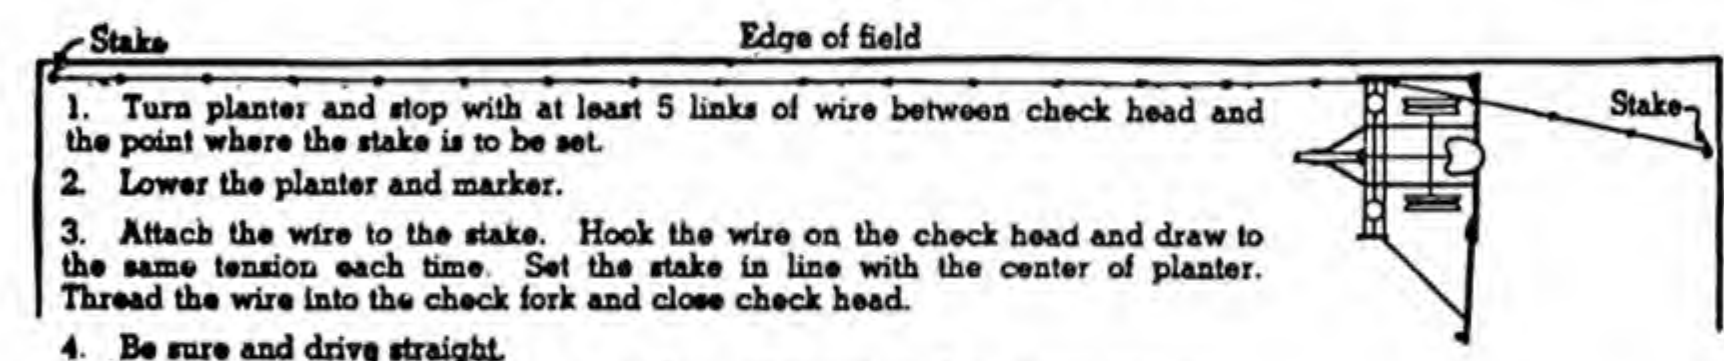 Stake
Edge of field
Stake
1. Turn planter and stop with at least 5 links of wire between check head and
the point where the stake is to be set.
2. Lower the planter and marker.
3. Attach the wire to the stake. Hook the wire on the check head and draw to
the same tension each time. Set the stake in line with the center of planter.
Thread the wire into the check fork and close check head.
4. Be sure and drive straight.